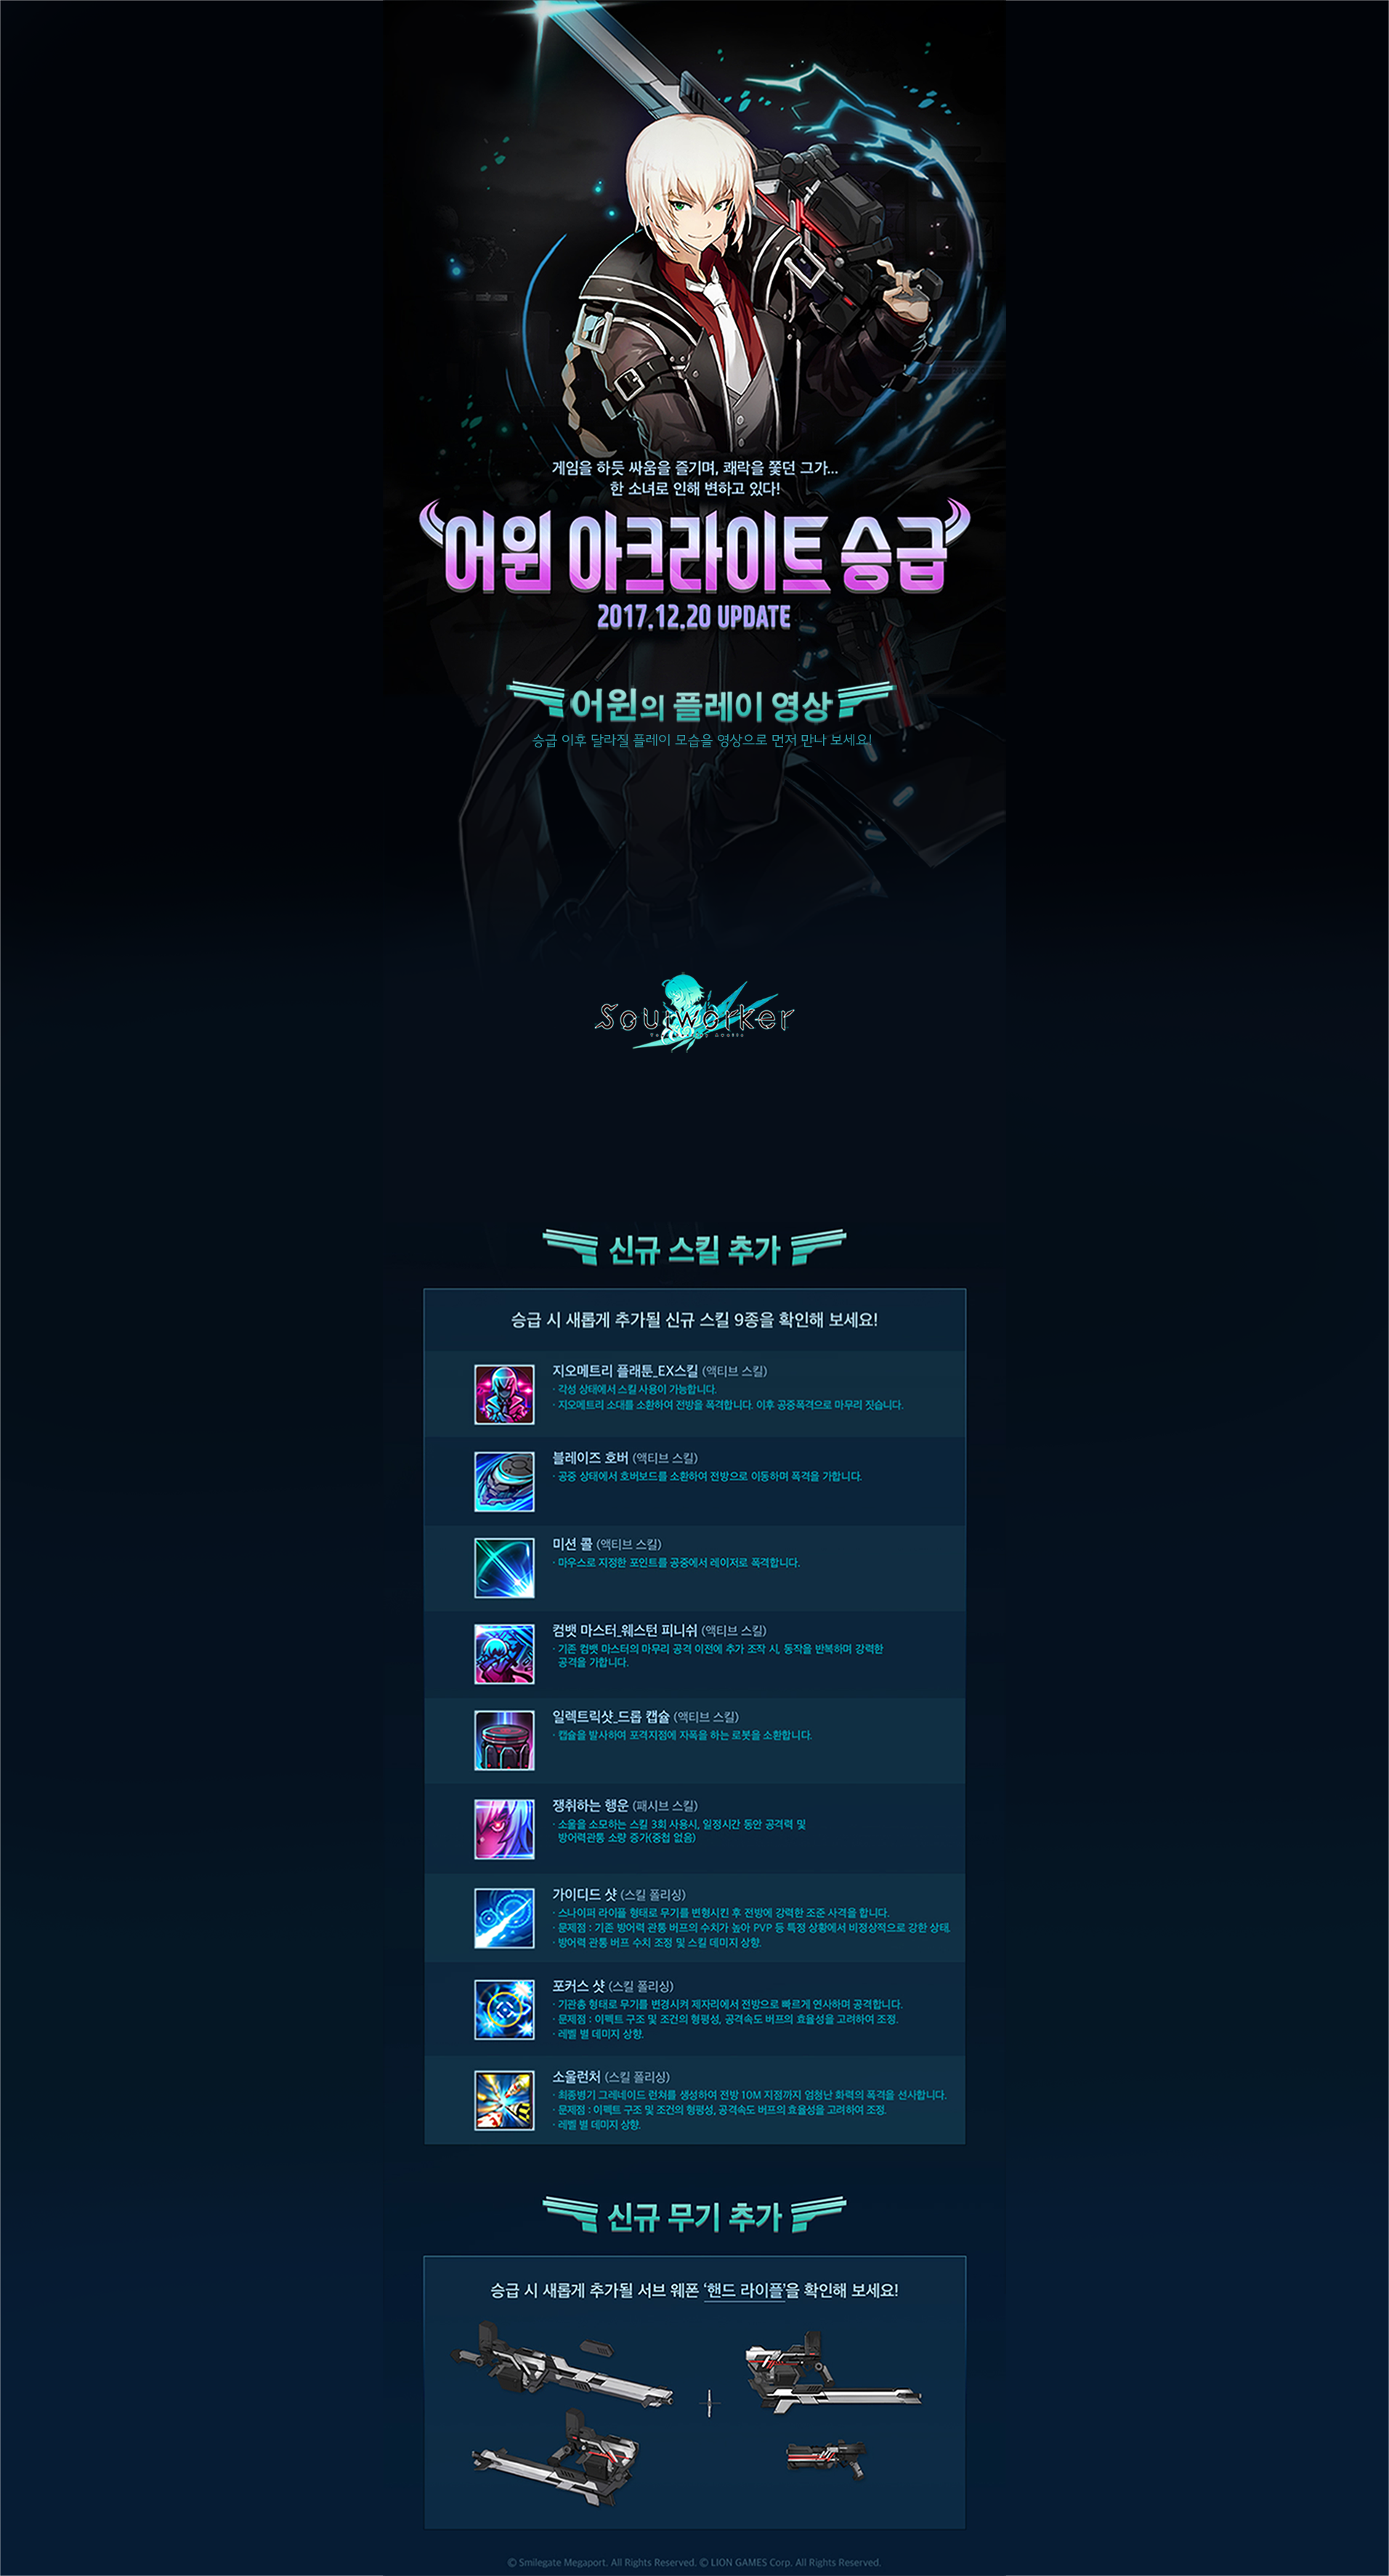 게임을 하듯 싸움을 즐기며, 쾌락을 쫓던 그가...
한 소녀로 인해 변하고 있다!
어윈 아크라이트 승급
2017.12.20 UPDATE
어윈의 플레이 영상
승급 이후 달라질 플레이 모습을 영상으로 먼저 만나 보세요!
Soulworker
신규 스킬 추가
승급 시 새롭게 추가될 신규 스킬 9종을 확인해 보세요!
지오메트리 플래툰_EX스킬 (액티브 스킬)
· 각성 상태에서 스킬 사용이 가능합니다.
· 지오메트리 소대를 소환하여 전방을 폭격합니다. 이후 공중폭격으로 마무리 짓습니다.
블레이즈 호버 (액티브 스킬)
· 공중 상태에서 호버보드를 소환하여 전방으로 이동하며 폭격을 가합니다.
미션 콜 (액티브 스킬)
· 마우스로 지정한 포인트를 공중에서 레이저로 폭격합니다.
컴뱃 마스터_웨스턴 피니쉬 (액티브 스킬)
· 기존 컴뱃 마스터의 마무리 공격 이전에 추가 조작 시, 동작을 반복하며 강력한
공격을 가합니다.
일렉트릭샷_드롭 캡슐 (액티브 스킬)
· 캡슐을 발사하여 포격지점에 자폭을 하는 로봇을 소환합니다.
쟁취하는 행운 (패시브 스킬)
· 소울을 소모하는 스킬 3회 사용시, 일정시간 동안 공격력 및
방어력관통 소량 증가(중첩 없음)
가이디드 샷 (스킬 폴리싱)
· 스나이퍼 라이플 형태로 무기를 변형시킨 후 전방에 강력한 조준 사격을 합니다.
· 문제점 : 기존 방어력 관통 버프의 수치가 높아 PVP 등 특정 상황에서 비정상적으로 강한 상태.
· 방어력 관통 버프 수치 조정 및 스킬 데미지 상향.
포커스 샷 (스킬 폴리싱)
· 기관총 형태로 무기를 변경시켜 제자리에서 전방으로 빠르게 연사하며 공격합니다.
· 문제점 : 이펙트 구조 및 조건의 형평성, 공격속도 버프의 효율성을 고려하여 조정.
· 레벨 별 데미지 상향.
소울런처 (스킬 폴리싱)
· 최종병기 그레네이드 런쳐를 생성하여 전방 10M 지점까지 엄청난 화력의 폭격을 선사합니다.
· 문제점 : 이펙트 구조 및 조건의 형평성, 공격속도 버프의 효율성을 고려하여 조정.
· 레벨 별 데미지 상향.
신규 무기 추가
승급 시 새롭게 추가될 서브 웨폰 '핸드 라이플'을 확인해 보세요!
© Smilegate Megaport. All Rights Reserved. © LION GAMES Corp. All Rights Reserved.